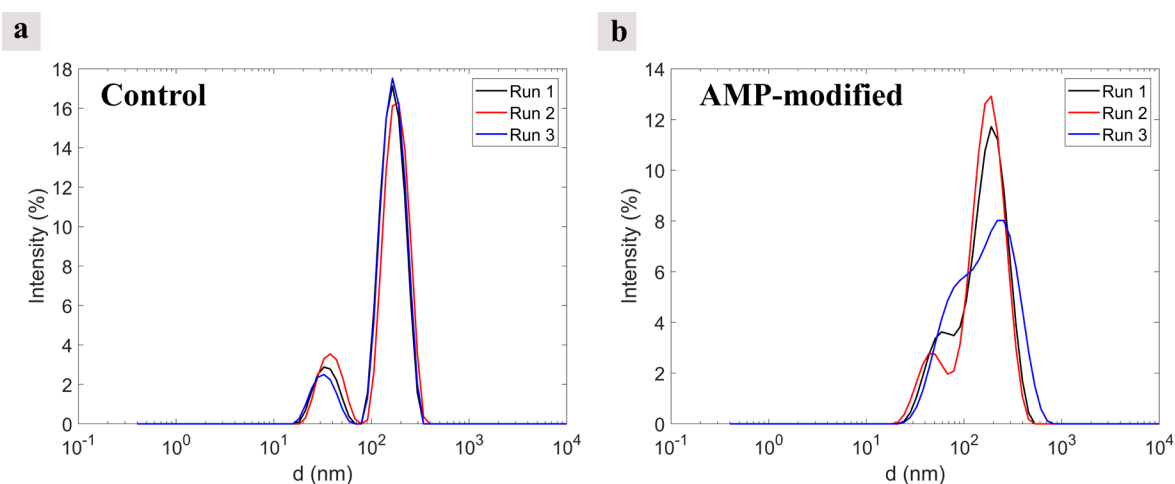 a
Control
Run 1
Run 2
Run 3
18
16
14
12
10
8
6
4
2
0
Intensity (%)
10-1
100
101
102
103
104
d (nm)
b
AMP-modified
Run 1
Run 2
Run 3
14
12
10
8
6
4
2
0
Intensity (%)
10-1
100
101
102
103
104
d (nm)